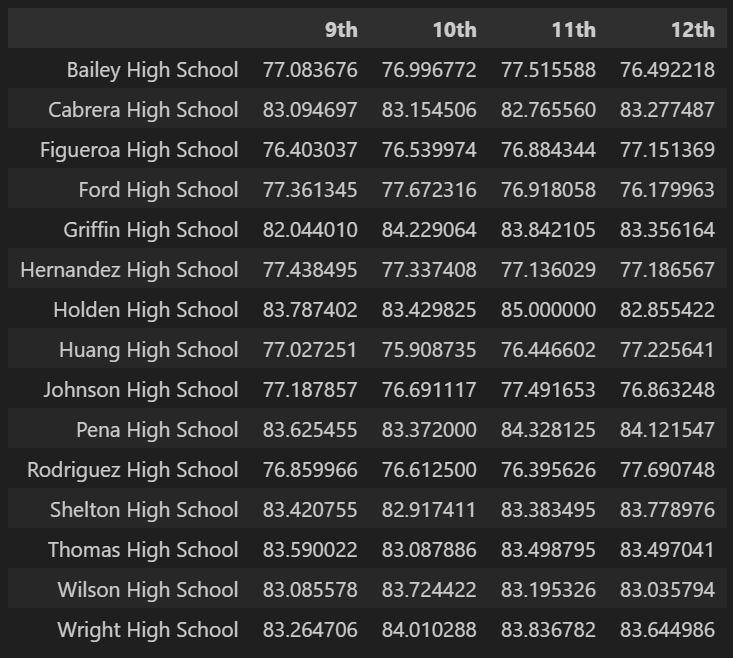 9th 10th 11th 12th
Bailey High School 77.083676 76.996772 77.515588 76.492218
Cabrera High School 83.094697 83.154506 82.765560 83.277487
Figueroa High School 76.403037 76.539974 76.884344 77.151369
Ford High School 77.361345 77.672316 76.918058 76.179963
Griffin High School 82.044010 84.229064 83.842105 83.356164
Hernandez High School 77.438495 77.337408 77.136029 77.186567
Holden High School 83.787402 83.429825 85.000000 82.855422
Huang High School 77.027251 75.908735 76.446602 77.225641
Johnson High School 77.187857 76.691117 77.491653 76.863248
Pena High School 83.625455 83.372000 84.328125 84.121547
Rodriguez High School 76.859966 76.612500 76.395626 77.690748
Shelton High School 83.420755 82.917411 83.383495 83.778976
Thomas High School 83.590022 83.087886 83.498795 83.497041
Wilson High School 83.085578 83.724422 83.195326 83.035794
Wright High School 83.264706 84.010288 83.836782 83.644986